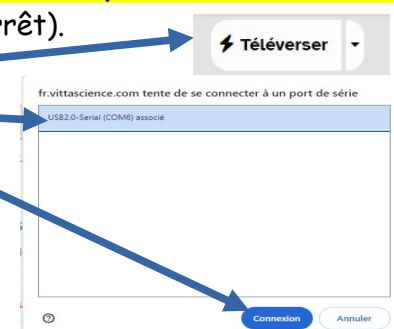 rêt).
Téléverser
fr.vittascience.com tente de se connecter à un port de série
USB2.0-Serial (COM6) associé
Connexion
Annuler